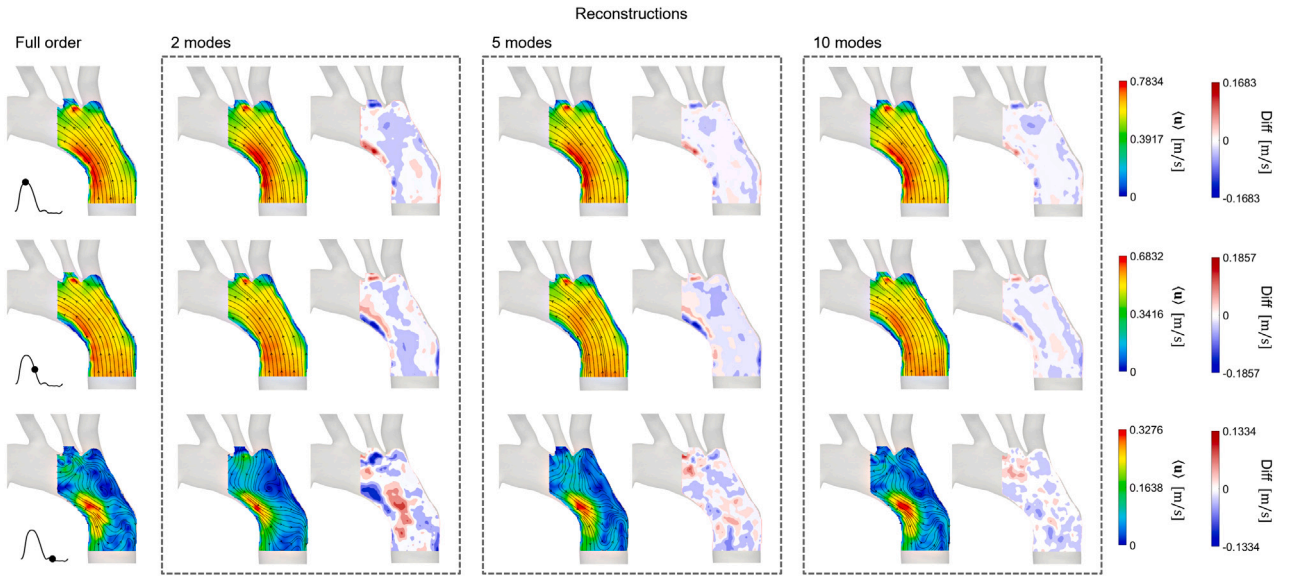 Reconstructions
Full order
2 modes
5 modes
10 modes
0.7834
0.3917
0
⟨u⟩ [m/s]
0.1683
0
-0.1683
Diff [m/s]
0.6832
0.3416
0
⟨u⟩ [m/s]
0.1857
0
-0.1857
Diff [m/s]
0.3276
0.1638
0
⟨u⟩ [m/s]
0.1334
0
-0.1334
Diff [m/s]